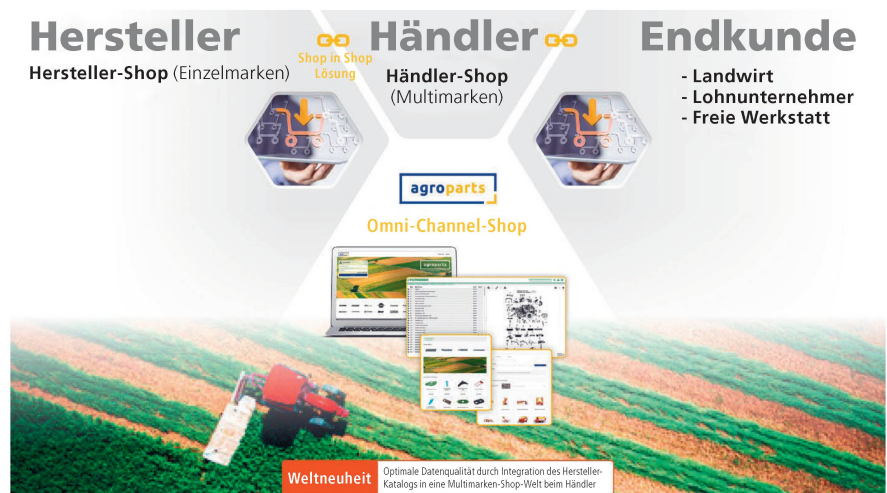 Hersteller
Hersteller-Shop (Einzelmarken)
Shop in Shop
Lösung
Händler
Händler-Shop
(Multimarken)
Endkunde
- Landwirt
- Lohnunternehmer
- Freie Werkstatt
agroparts
Omni-Channel-Shop
agroparts
Weltneuheit
Optimale Datenqualität durch Integration des Hersteller-
Katalogs in eine Multimarken-Shop-Welt beim Händler